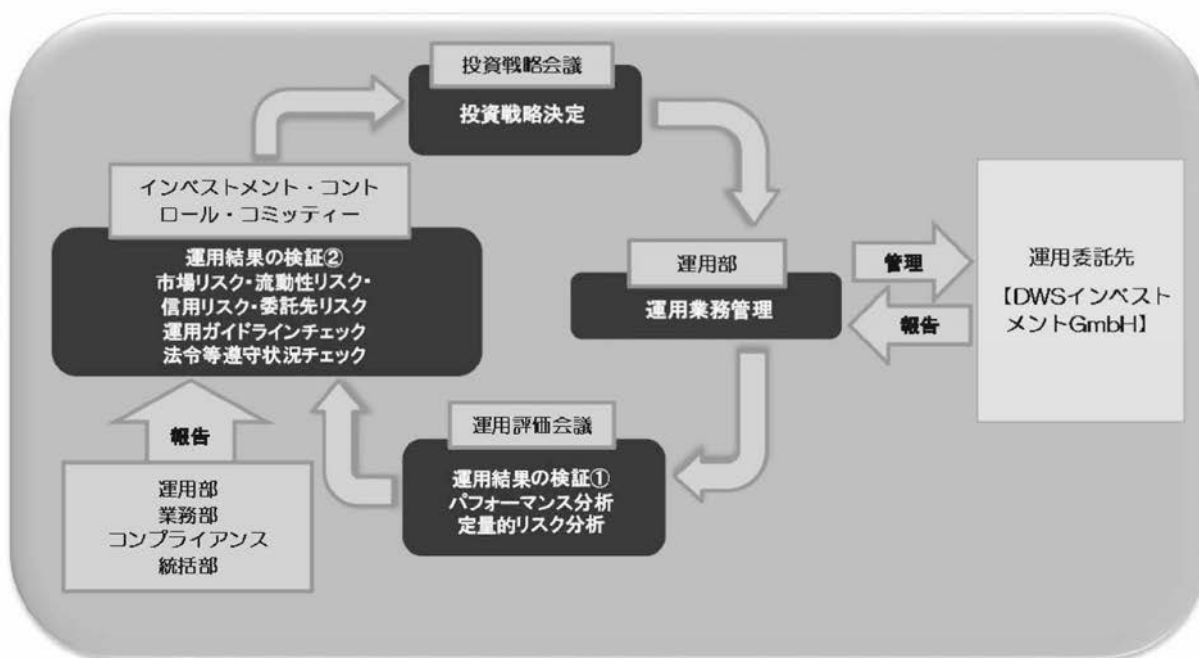 投資戦略会議
投資戦略決定
インベストメント・コント
ロール・コミッティー
運用結果の検証②
市場リスク・流動性リスク・
信用リスク・委託先リスク
運用ガイドラインチェック
法令等遵守状況チェック
運用部
運用業務管理
管理
報告
運用委託先
【DWSインベスト
メントGmbH】
運用評価会議
運用結果の検証①
パフォーマンス分析
定量的リスク分析
報告
運用部
業務部
コンプライアンス
統括部